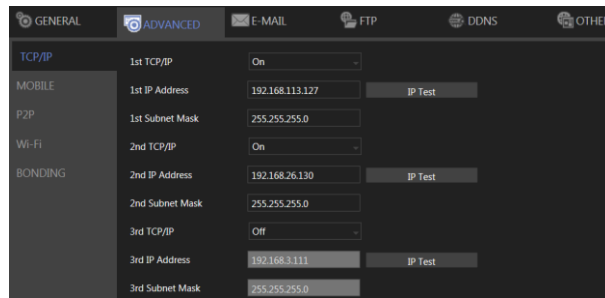 GENERAL ADVANCED E-MAIL FTP DDNS OTHE
TCP/IP
MOBILE
P2P
Wi-Fi
BONDING
1st TCP/IP On
1st IP Address 192.168.113.127 IP Test
1st Subnet Mask 255.255.255.0
2nd TCP/IP On
2nd IP Address 192.168.26.130 IP Test
2nd Subnet Mask 255.255.255.0
3rd TCP/IP Off
3rd IP Address 192.168.3.111 IP Test
3rd Subnet Mask 255.255.255.0